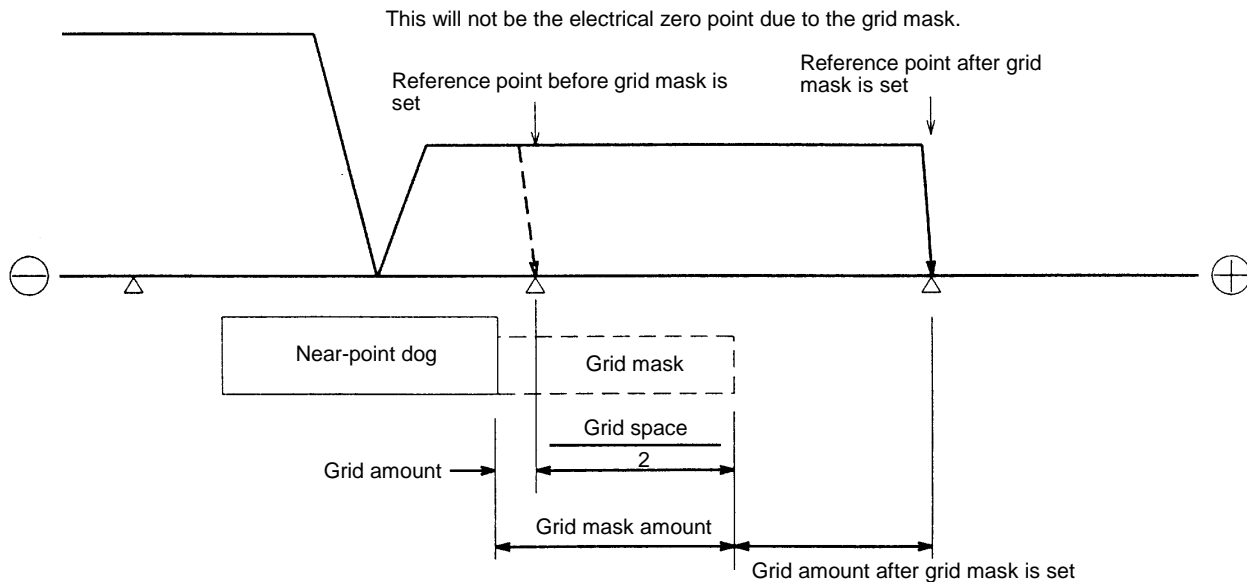 This will not be the electrical zero point due to the grid mask.
Reference point before grid mask is
set
Reference point after grid
mask is set
Near-point dog
Grid mask
Grid space
2
Grid amount
Grid mask amount
Grid amount after grid mask is set